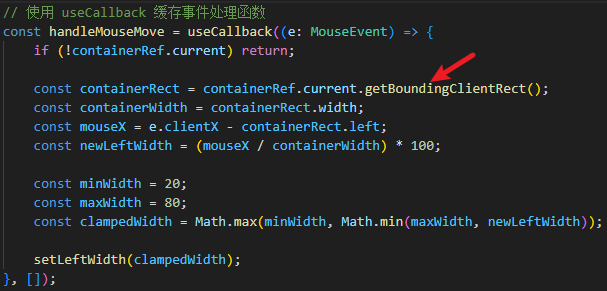 // 使用 useCallback 缓存事件处理函数
const handleMouseMove = useCallback((e: MouseEvent) => {
    if (!containerRef.current) return;

    const containerRect = containerRef.current.getBoundingClientRect();
    const containerWidth = containerRect.width;
    const mouseX = e.clientX - containerRect.left;
    const newLeftWidth = (mouseX / containerWidth) * 100;

    const minWidth = 20;
    const maxWidth = 80;
    const clampedWidth = Math.max(minWidth, Math.min(maxWidth, newLeftWidth));

    setLeftWidth(clampedWidth);
}, []);